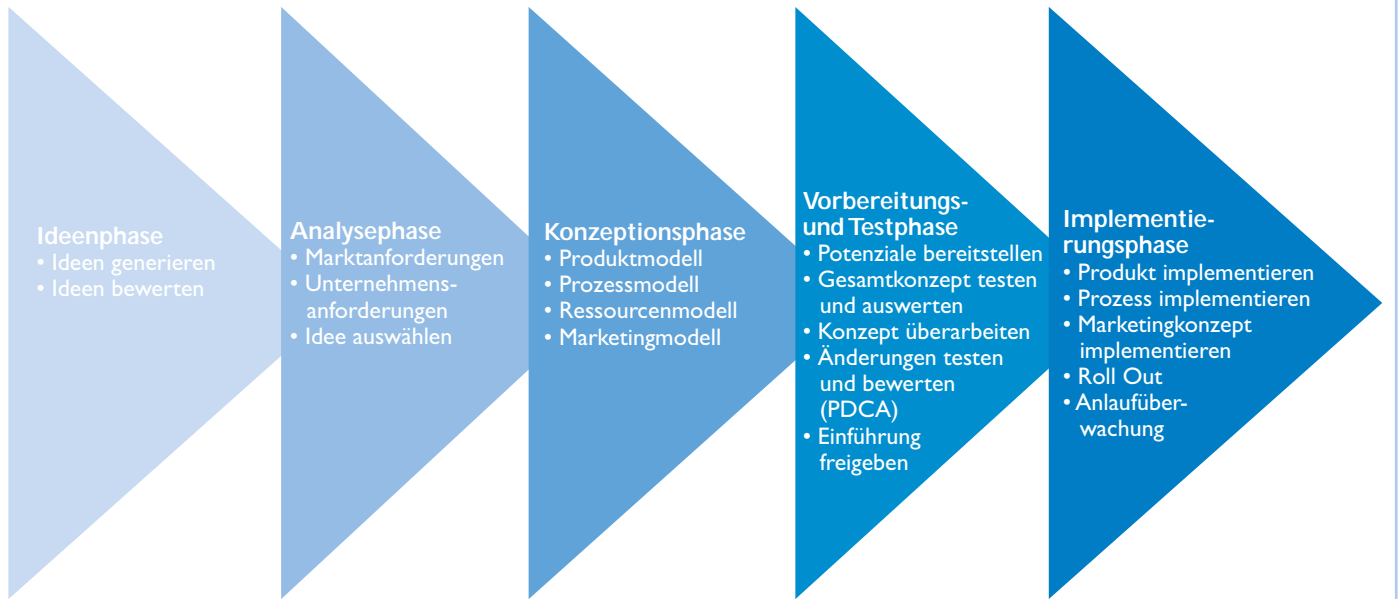 Ideenphase
• Ideen generieren
• Ideen bewerten
Analysephase
• Marktanforderungen
• Unternehmens-
anforderungen
• Idee auswählen
Konzeptionsphase
• Produktmodell
• Prozessmodell
• Ressourcenmodell
• Marketingmodell
Vorbereitungs-
und Testphase
• Potenziale bereitstellen
• Gesamtkonzept testen
und auswerten
• Konzept überarbeiten
• Änderungen testen
und bewerten
(PDCA)
• Einführung
freigeben
Implementie-
rungsphase
• Produkt implementieren
• Prozess implementieren
• Marketingkonzept
implementieren
• Roll Out
• Anlaufüber-
wachung